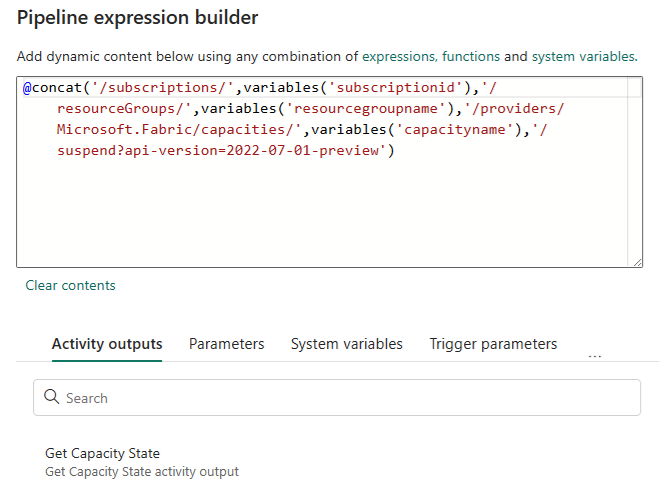 Pipeline expression builder
Add dynamic content below using any combination of expressions, functions and system variables.
@concat('/subscriptions/',variables('subscriptionid'),'/
resourceGroups/',variables('resourcegroupname'),'/providers/
Microsoft.Fabric/capacities/',variables('capacityname'),'/
suspend?api-version=2022-07-01-preview')
Clear contents
Activity outputs Parameters System variables Trigger parameters ...
Search
Get Capacity State
Get Capacity State activity output